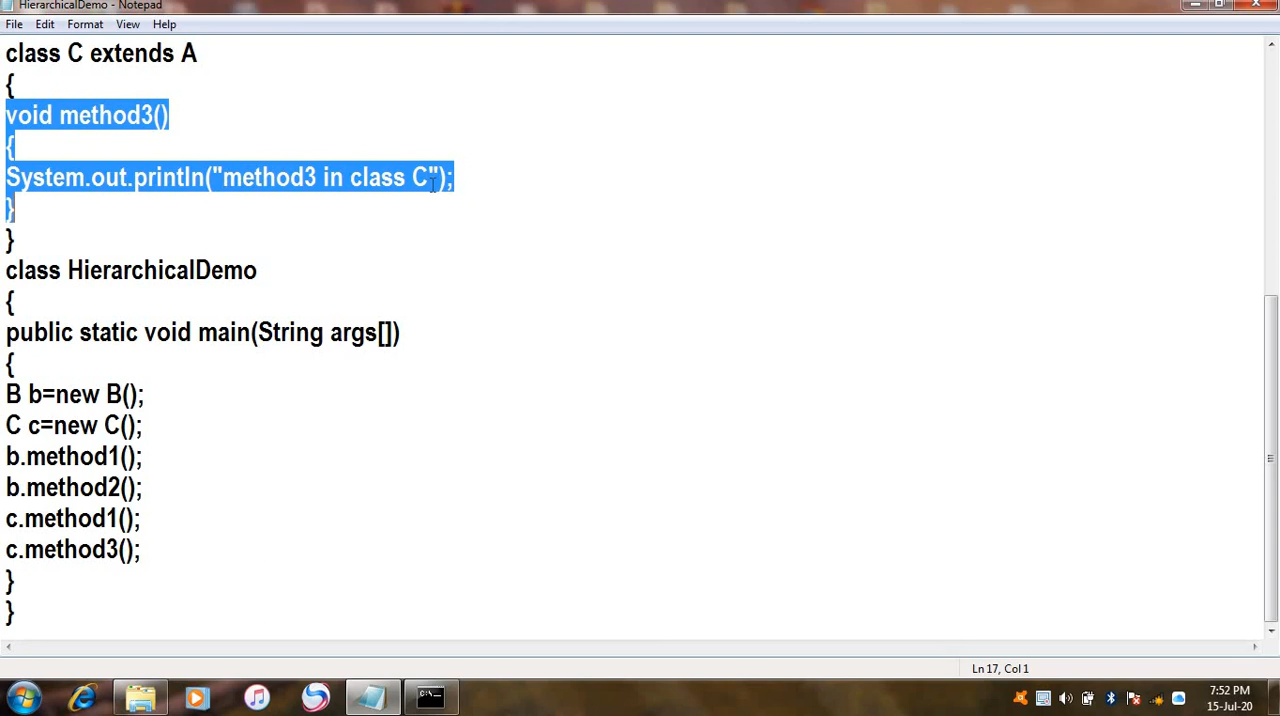 HierarchicalDemo - Notepad
File Edit Format View Help
class C extends A
{
void method3()
{
System.out.println("method3 in class C");
}
}
class HierarchicalDemo
{
public static void main(String args[])
{
B b=new B();
C c=new C();
b.method1();
b.method2();
c.method1();
c.method3();
}
}
Ln 17, Col 1
C:\_
7:52 PM
15-Jul-20